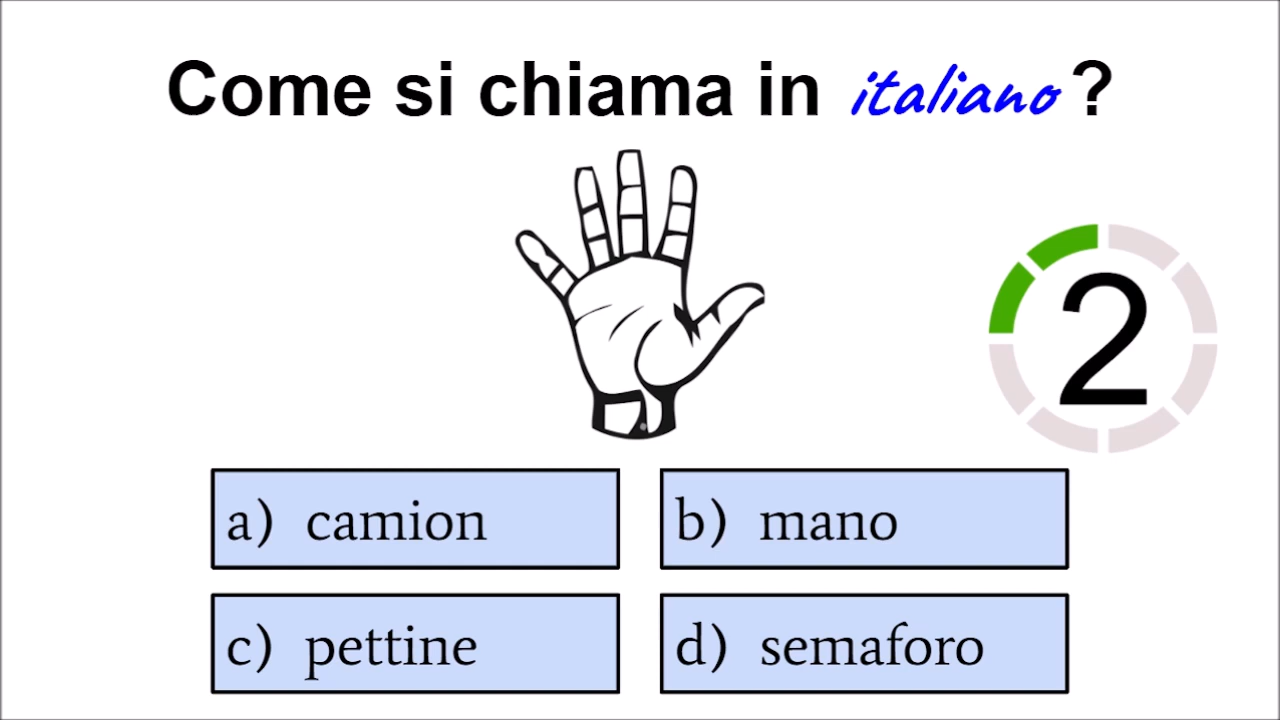 Come si chiama in italiano ?
2
a) camion
b) mano
c) pettine
d) semaforo